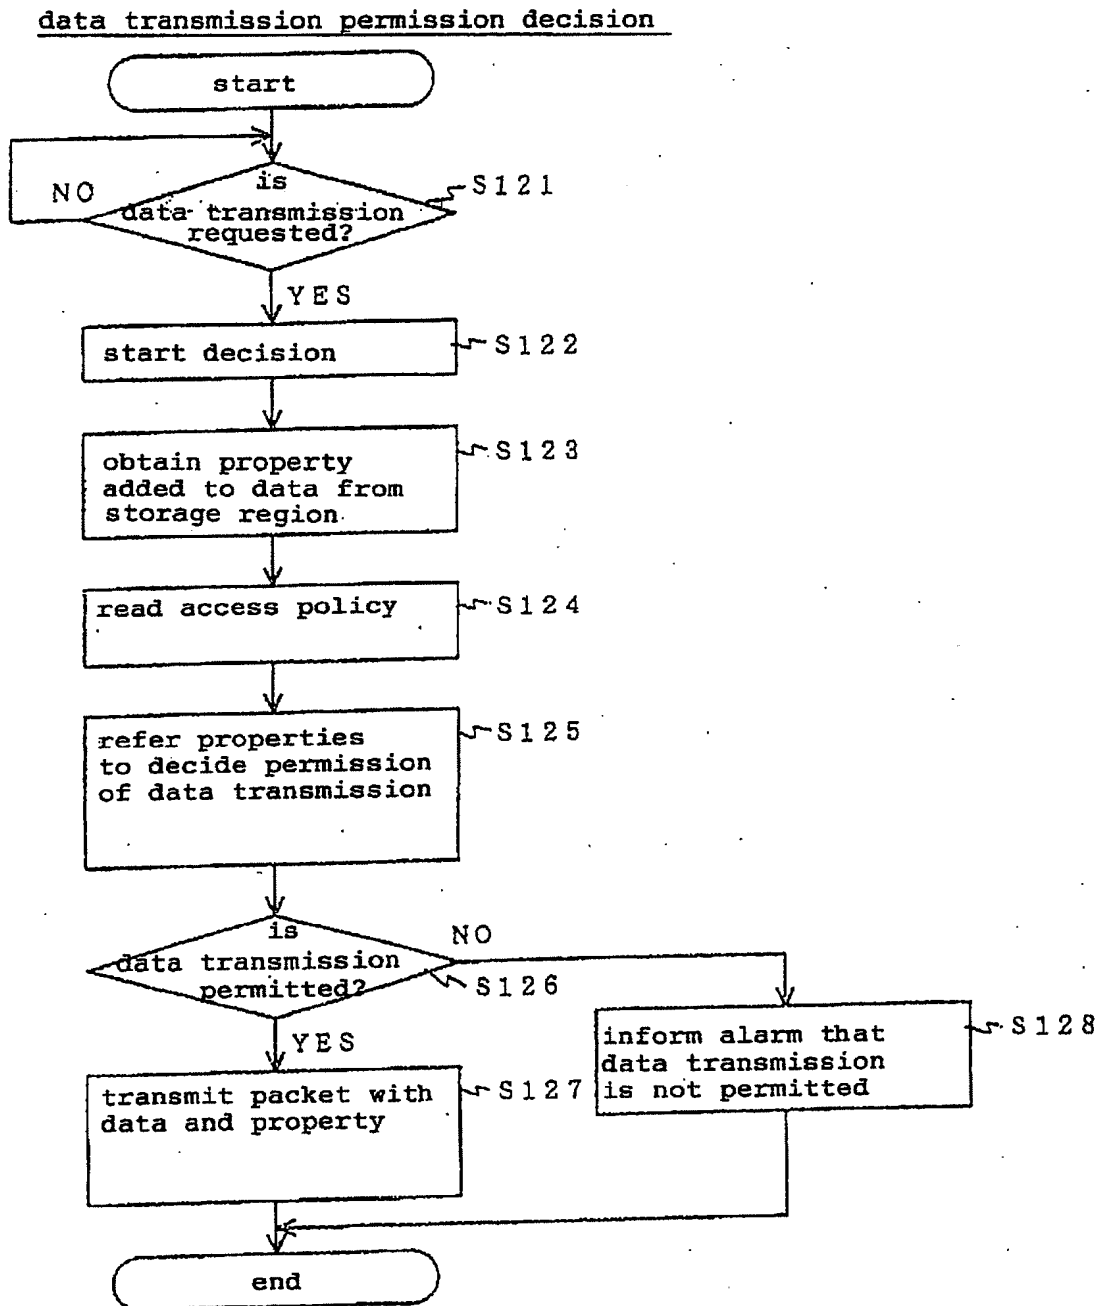 data transmission permission decision
start
NO
is
data transmission
requested?
S121
YES
start decision
S122
obtain property
added to data from
storage region
S123
read access policy
S124
refer properties
to decide permission
of data transmission
S125
is
data transmission
permitted?
NO
S126
YES
inform alarm that
data transmission
is not permitted
S128
transmit packet with
data and property
S127
end